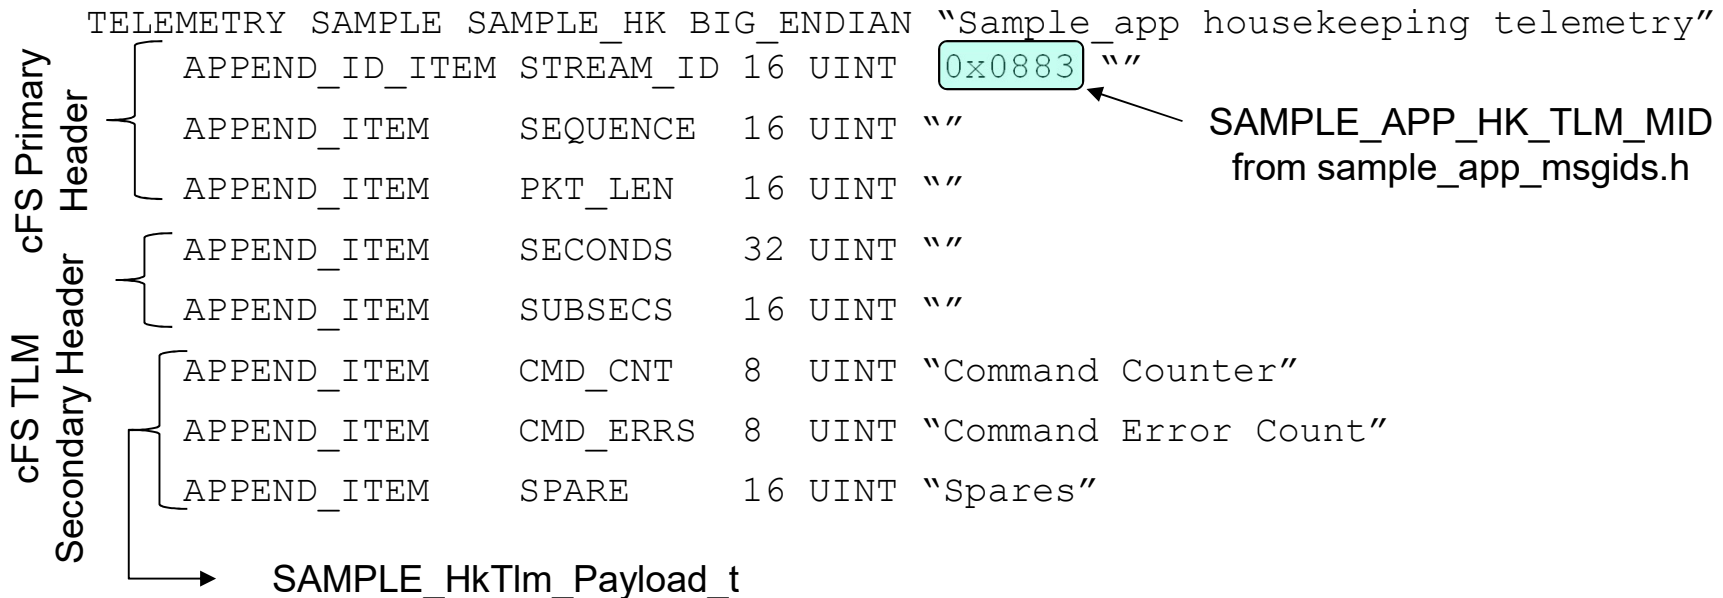 TELEMETRY SAMPLE SAMPLE_HK BIG_ENDIAN “Sample_app housekeeping telemetry”
APPEND_ID_ITEM STREAM_ID 16 UINT 0x0883 “”
APPEND_ITEM SEQUENCE 16 UINT “”
APPEND_ITEM PKT_LEN 16 UINT “”
APPEND_ITEM SECONDS 32 UINT “”
APPEND_ITEM SUBSECS 16 UINT “”
APPEND_ITEM CMD_CNT 8 UINT “Command Counter”
APPEND_ITEM CMD_ERRS 8 UINT “Command Error Count”
APPEND_ITEM SPARE 16 UINT “Spares”
cFS Primary
Header
cFS TLM
Secondary Header
SAMPLE_APP_HK_TLM_MID
from sample_app_msgids.h
SAMPLE_HkTlm_Payload_t